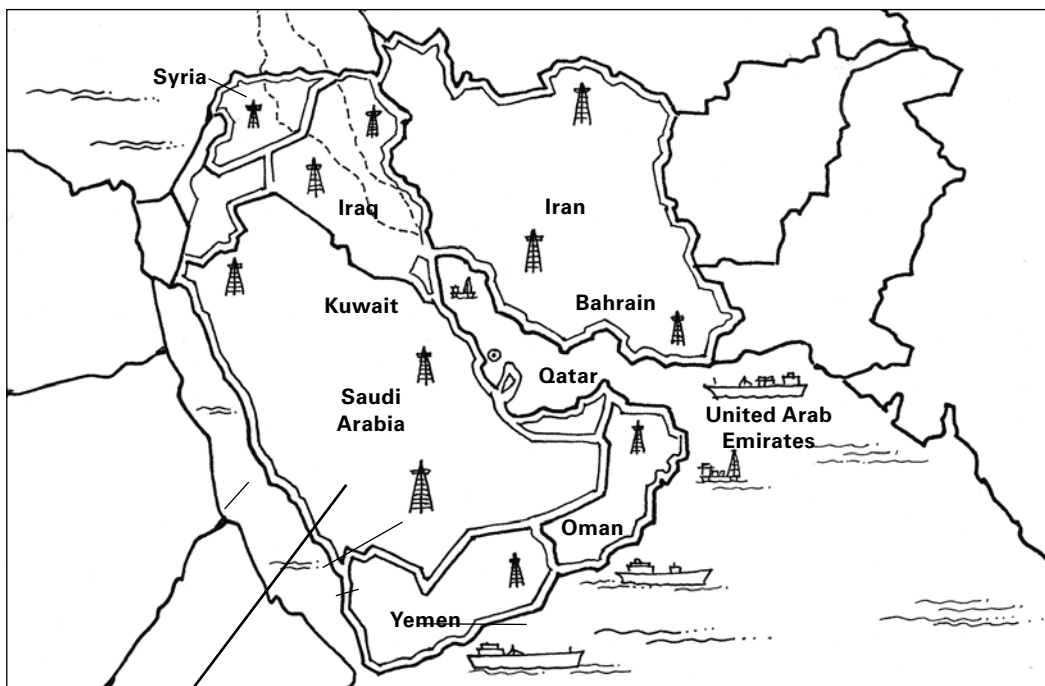 Syria
Iraq
Iran
Kuwait
Bahrain
Qatar
Saudi
Arabia
United Arab
Emirates
Oman
Yemen